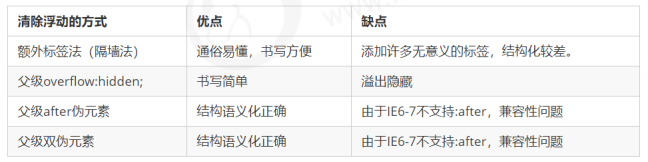 清除浮动的方式 优点 缺点
额外标签法（隔墙法） 通俗易懂，书写方便 添加许多无意义的标签，结构化较差。
父级overflow:hidden; 书写简单 溢出隐藏
父级after伪元素 结构语义化正确 由于IE6-7不支持:after，兼容性问题
父级双伪元素 结构语义化正确 由于IE6-7不支持:after，兼容性问题